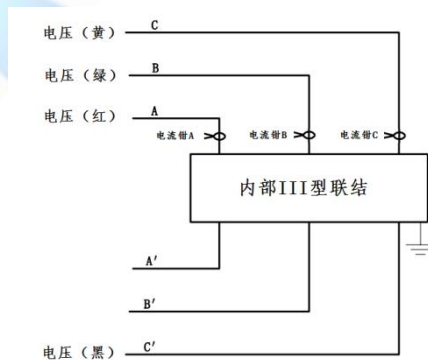 电压（黄） C
电压（绿） B
电压（红） A
电流钳A 电流钳B 电流钳C
内部III型联结
A′
B′
电压（黑） C′